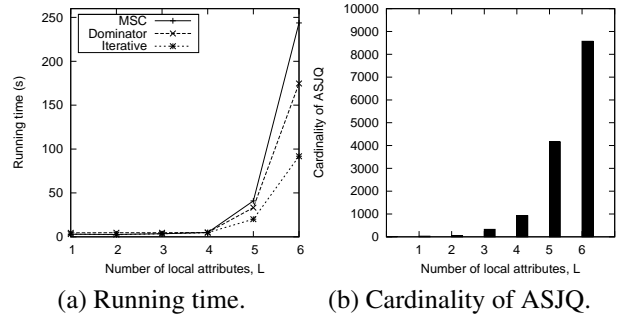 MSC
Dominator
Iterative
250
200
150
100
50
0
Running time (s)
1 2 3 4 5 6
Number of local attributes, L
(a) Running time.
10000
9000
8000
7000
6000
5000
4000
3000
2000
1000
0
Cardinality of ASJQ
1 2 3 4 5 6
Number of local attributes, L
(b) Cardinality of ASJQ.